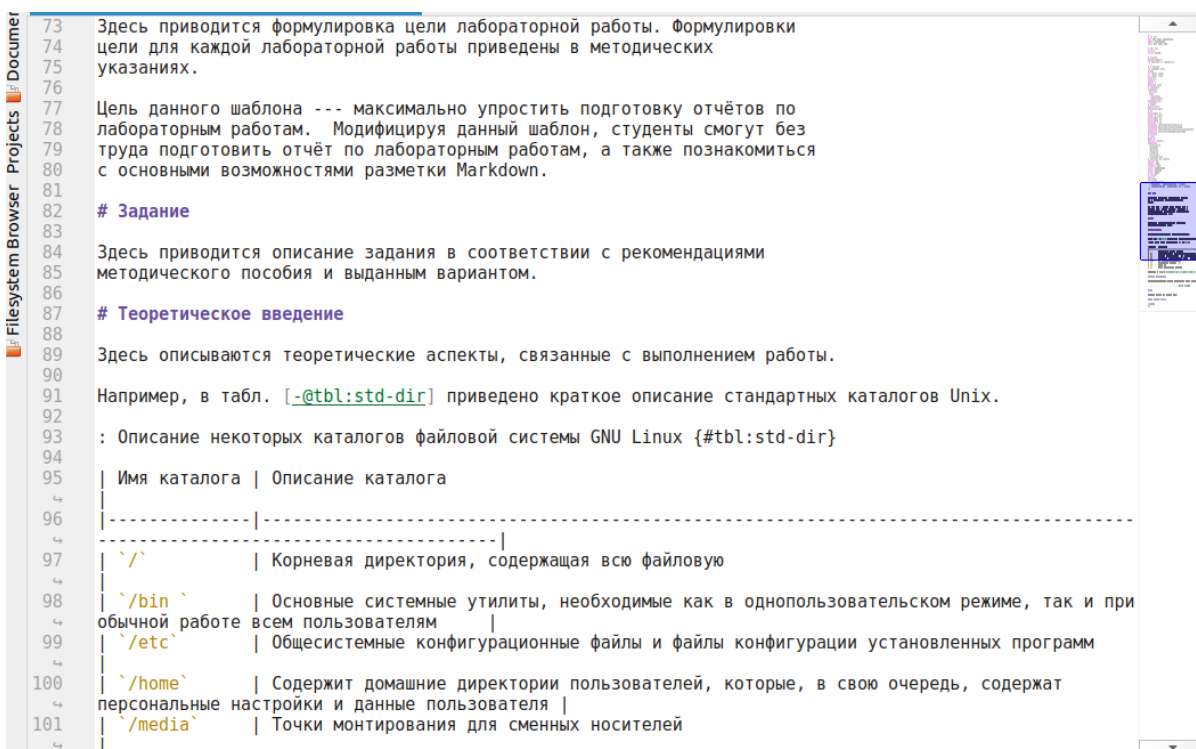 Documen
Projects
Filesystem Browser
73 Здесь приводится формулировка цели лабораторной работы. Формулировки
74 цели для каждой лабораторной работы приведены в методических
75 указаниях.
76
77 Цель данного шаблона --- максимально упростить подготовку отчётов по
78 лабораторным работам.  Модифицируя данный шаблон, студенты смогут без
79 труда подготовить отчёт по лабораторным работам, а также познакомиться
80 с основными возможностями разметки Markdown.
81
82 # Задание
83
84 Здесь приводится описание задания в соответствии с рекомендациями
85 методического пособия и выданным вариантом.
86
87 # Теоретическое введение
88
89 Здесь описываются теоретические аспекты, связанные с выполнением работы.
90
91 Например, в табл. [-@tbl:std-dir] приведено краткое описание стандартных каталогов Unix.
92
93 : Описание некоторых каталогов файловой системы GNU Linux {#tbl:std-dir}
94
95 | Имя каталога | Описание каталога
|
96 |--------------|-------------------------------------------------------------------------------------
---------------------------------------|
97 | `/`          | Корневая директория, содержащая всю файловую
|
98 | `/bin `      | Основные системные утилиты, необходимые как в однопользовательском режиме, так и при
обычной работе всем пользователям     |
99 | `/etc`       | Общесистемные конфигурационные файлы и файлы конфигурации установленных программ
|
100 | `/home`      | Содержит домашние директории пользователей, которые, в свою очередь, содержат
персональные настройки и данные пользователя |
101 | `/media`     | Точки монтирования для сменных носителей
|